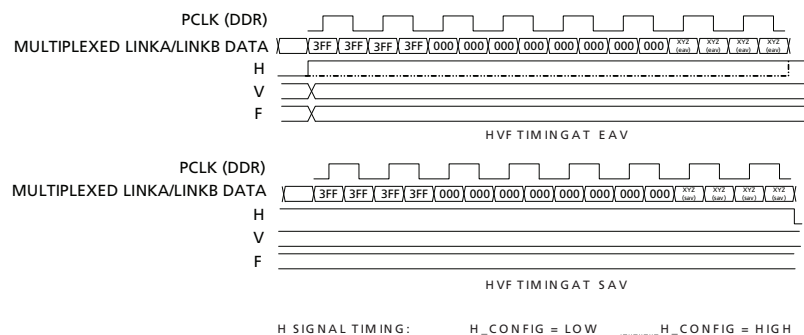 PCLK (DDR)
MULTIPLEXED LINKA/LINKB DATA 3FF 3FF 3FF 3FF 000 000 000 000 000 000 000 000 XYZ (eav) XYZ (eav) XYZ (eav) XYZ (eav)
H
V
F
HVF TIMINGAT EAV
PCLK (DDR)
MULTIPLEXED LINKA/LINKB DATA 3FF 3FF 3FF 3FF 000 000 000 000 000 000 000 000 XYZ (sav) XYZ (sav) XYZ (sav) XYZ (sav)
H
V
F
HVF TIMINGAT SAV
H SIGNAL TIMING: H_CONFIG = LOW H_CONFIG = HIGH